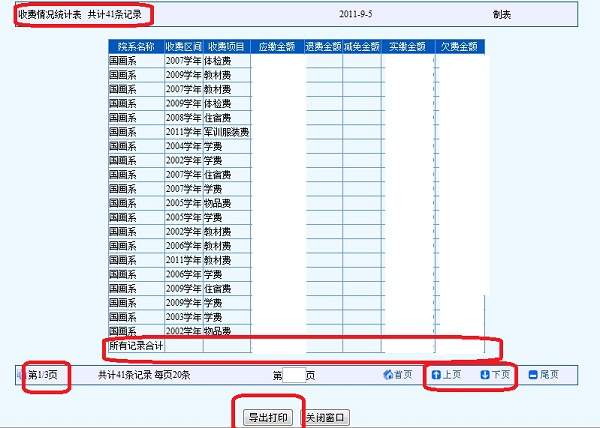 收费情况统计表 共计41条记录 2011-9-5 制表
院系名称 收费区间 收费项目 应缴金额 退费金额 减免金额 实缴金额 欠费金额
国画系 2007学年 体检费
国画系 2009学年 教材费
国画系 2007学年 教材费
国画系 2009学年 体检费
国画系 2008学年 住宿费
国画系 2011学年 军训服装费
国画系 2004学年 学费
国画系 2002学年 学费
国画系 2007学年 住宿费
国画系 2007学年 学费
国画系 2005学年 物品费
国画系 2005学年 学费
国画系 2002学年 教材费
国画系 2006学年 教材费
国画系 2011学年 教材费
国画系 2006学年 学费
国画系 2009学年 住宿费
国画系 2009学年 学费
国画系 2003学年 学费
国画系 2002学年 物品费
所有记录合计
第1/3页 共计41条记录 每页20条 第 页 首页 上页 下页 尾页
导出打印 关闭窗口